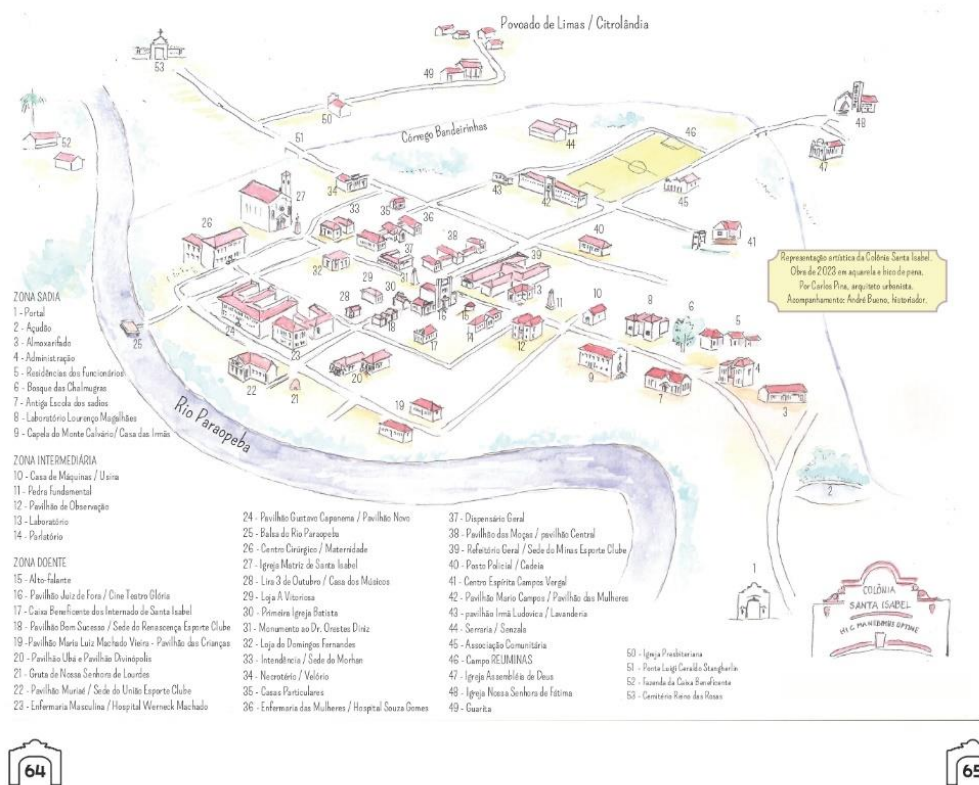 Povoado de Limas / Citrolândia
Córrego Bandeirinhas
Rio Paraopeba
Representação artística da Colônia Santa Isabel.
Obra de 2023 em aquarela e bico de pena.
Por Carlos Pina, arquiteto urbanista.
Acompanhamento: André Bueno, historiador.
ZONA SADIA
1 - Portal
2 - Açudão
3 - Almoxarifado
4 - Administração
5 - Residências dos Funcionários
6 - Bosque das Chalmugras
7 - Antiga Escola dos sadios
8 - Laboratório Lourenço Magalhães
9 - Capela do Monte Calvário / Casa das Irmãs
ZONA INTERMEDIÁRIA
10 - Casa de Máquinas / Usina
11 - Pedra Fundamental
12 - Pavilhão de Observação
13 - Laboratório
14 - Parlatório
ZONA DOENTE
15 - Alto-falante
16 - Pavilhão Juiz de Fora / Cine Teatro Glória
17 - Caixa Beneficente dos Internado de Santa Isabel
18 - Pavilhão Bom Sucesso / Sede do Renascença Esporte Clube
19 - Pavilhão Maria Luiz Machado Vieira - Pavilhão das Crianças
20 - Pavilhão Ubá e Pavilhão Divinópolis
21 - Gruta de Nossa Senhora de Lourdes
22 - Pavilhão Muriaé / Sede do União Esporte Clube
23 - Enfermaria Masculina / Hospital Werneck Machado
24 - Pavilhão Gustavo Capanema / Pavilhão Novo
25 - Balsa do Rio Paraopeba
26 - Centro Cirúrgico / Maternidade
27 - Igreja Matriz de Santa Isabel
28 - Lira 3 de Outubro / Casa dos Músicos
29 - Loja A Vitoriosa
30 - Primeira Igreja Batista
31 - Monumento ao Dr. Orestes Diniz
32 - Loja do Domingos Fernandes
33 - Intendência / Sede do Morhan
34 - Necrotério / Velório
35 - Casas Particulares
36 - Enfermaria das Mulheres / Hospital Souza Gomes
37 - Dispensário Geral
38 - Pavilhão das Moças / pavilhão Central
39 - Refeitório Geral / Sede do Minas Esporte Clube
40 - Posto Policial / Cadeia
41 - Centro Espírita Campos Vergal
42 - Pavilhão Mario Campos / Pavilhão das Mulheres
43 - pavilhão Irmã Ludovica / Lavanderia
44 - Serraria / Senzala
45 - Associação Comunitária
46 - Campo REUMINAS
47 - Igreja Assembléia de Deus
48 - Igreja Nossa Senhora de Fátima
49 - Guarita
50 - Igreja Presbiteriana
51 - Ponte Luigi Geraldo Stangherlin
52 - Fazenda da Caixa Beneficente
53 - Cemitério Reino das Rosas
COLÔNIA
SANTA ISABEL
HIC MANEBIMUS OPTIME
64
65